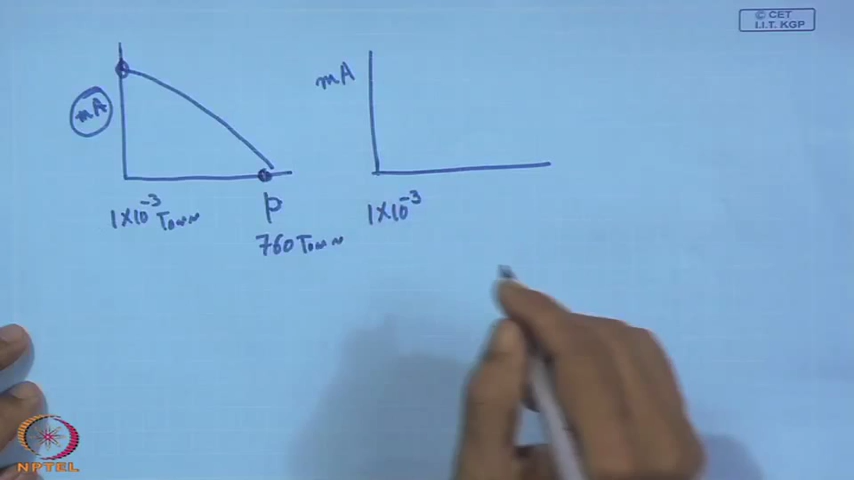 © CET
I.I.T. KGP
mA
mA
1×10⁻³ Torr
p
760 Torr
1×10⁻³
NPTEL